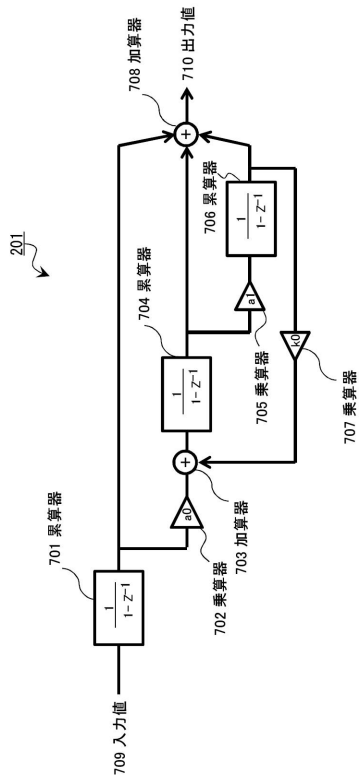 201
701 累算器
1
1- Z⁻¹
709 入力値
a0
702 乗算器
703 加算器
704 累算器
1
1- Z⁻¹
a1
705 乗算器
706 累算器
1
1- Z⁻¹
k0
707 乗算器
708 加算器
710 出力値
+
+